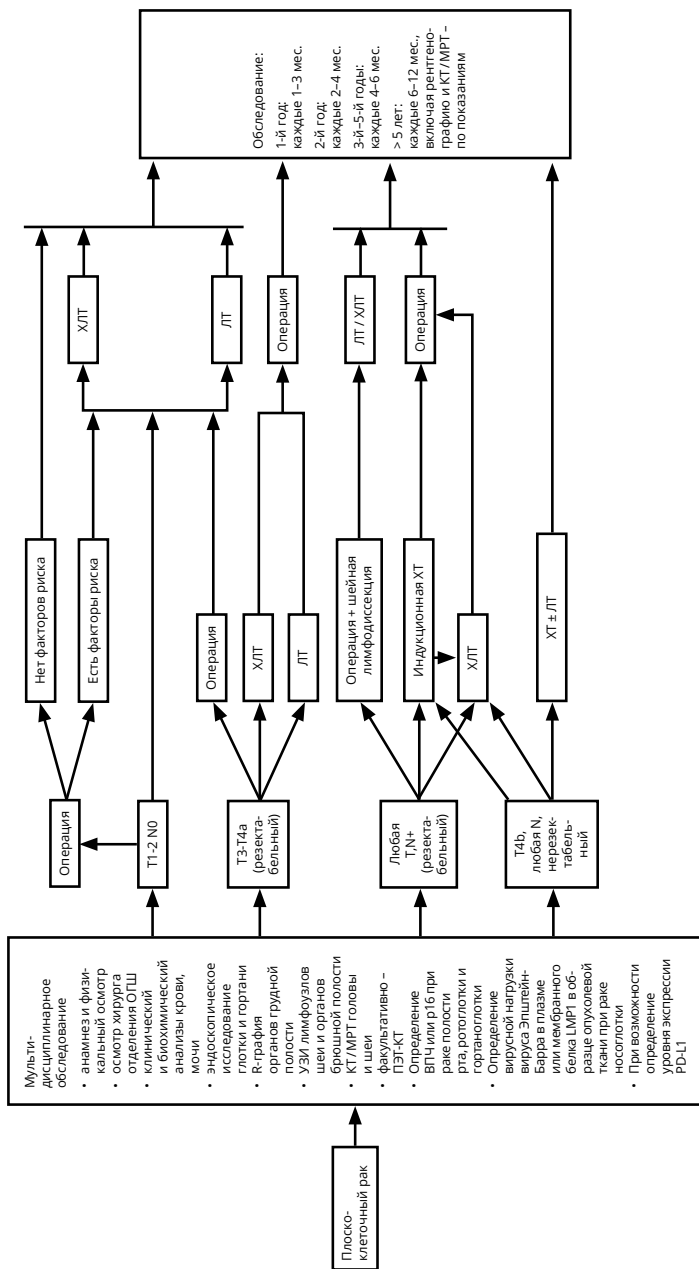 Плоско-
клеточный рак
Мульти-
дисциплинарное
обследование
• анамнез и физи-
кальный осмотр
• осмотр хирурга
отделения ОГШ
• клинический
и биохимический
анализы крови,
мочи
• эндоскопическое
исследование
глотки и гортани
• R-графия
органов грудной
полости
• УЗИ лимфоузлов
шеи и органов
брюшной полости
• КТ / МРТ головы
и шеи
• факультативно –
ПЭТ-КТ
• Определение
ВПЧ или р16 при
раке полости
рта, ротоглотки и
гортаноглотки
• Определение
вирусной нагрузки
вируса Эпштейн-
Барра в плазме
или мембранного
белка LMP1 в об-
разце опухолевой
ткани при раке
носоглотки
• При возможности
определение
уровня экспрессии
PD-L1
Операция
T1-2 N0
T3-T4a
(резекта-
бельный)
Любая
T,N+
(резекта-
бельный)
T4b,
любая N,
нерезек-
табель-
ный
Нет факторов риска
Есть факторы риска
Операция
ХЛТ
ЛТ
Операция + шейная
лимфодиссекция
Индукционная ХТ
ХЛТ
ХТ ± ЛТ
ХЛТ
ЛТ
Операция
ЛТ / ХЛТ
Операция
Обследование:
1-й год:
каждые 1–3 мес.
2-й год:
каждые 2–4 мес.
3-й–5-й годы:
каждые 4–6 мес.
> 5 лет:
каждые 6–12 мес.,
включая рентгено-
графию и КТ / МРТ –
по показаниям